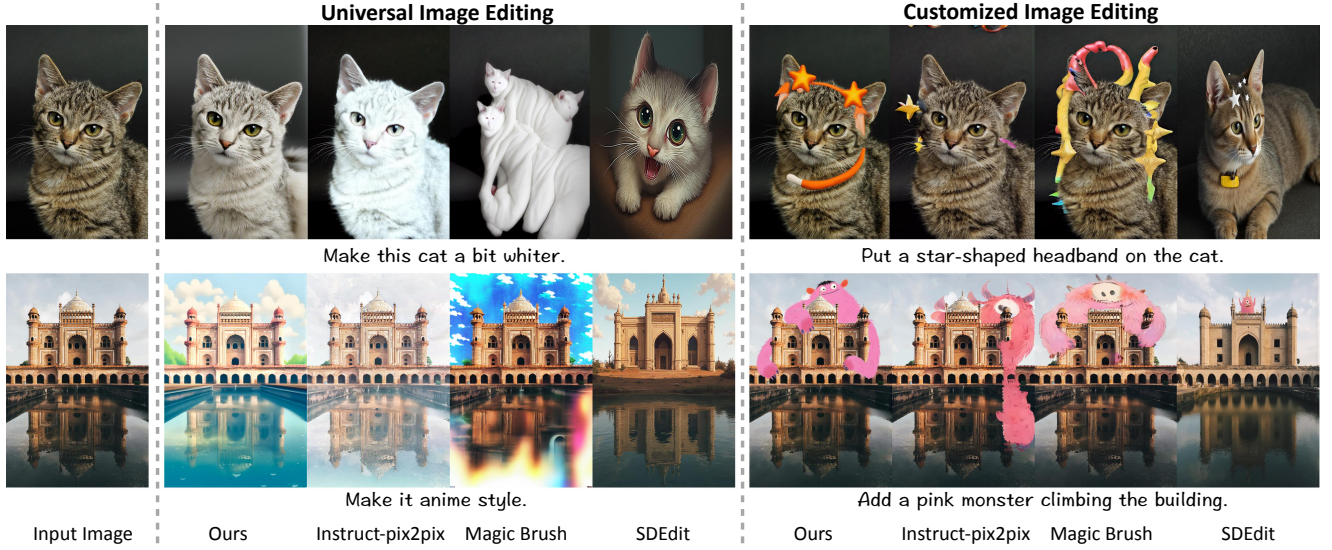 Universal Image Editing
Customized Image Editing
Make this cat a bit whiter.
Put a star-shaped headband on the cat.
Make it anime style.
Add a pink monster climbing the building.
Input Image
Ours
Instruct-pix2pix
Magic Brush
SDEdit
Ours
Instruct-pix2pix
Magic Brush
SDEdit